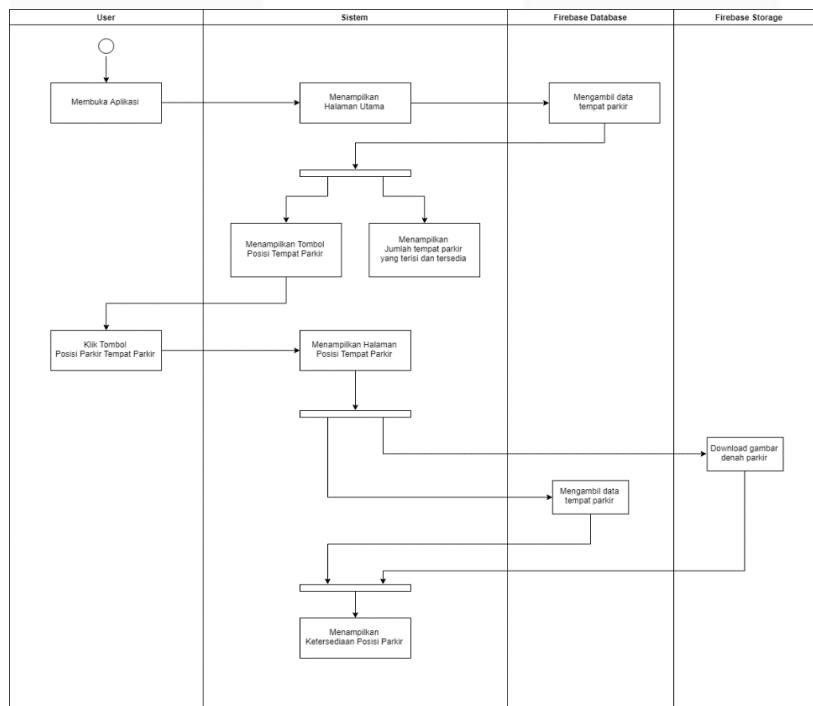 User
Sistem
Firebase Database
Firebase Storage
Membuka Aplikasi
Menampilkan
Halaman Utama
Mengambil data
tempat parkir
Menampilkan Tombol
Posisi Tempat Parkir
Menampilkan
Jumlah tempat parkir
yang terisi dan tersedia
Klik Tombol
Posisi Parkir Tempat Parkir
Menampilkan Halaman
Posisi Tempat Parkir
Download gambar
denah parkir
Mengambil data
tempat parkir
Menampilkan
Ketersediaan Posisi Parkir